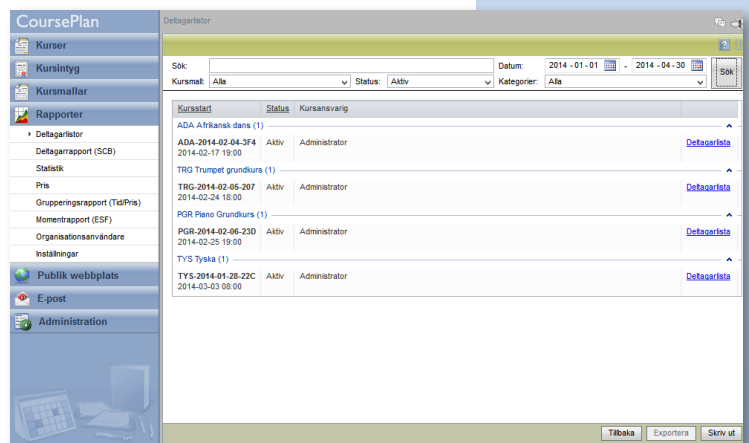 CoursePlan
Kurser
Kursintyg
Kursmallar
Rapporter
Deltagarlistor
Deltagarrapport (SCB)
Statistik
Pris
Grupperingsrapport (Tid/Pris)
Momentrapport (ESF)
Organisationsanvändare
Inställningar
Publik webbplats
E-post
Administration
Deltagarlistor
?
Sök: Datum: 2014 - 01 - 01 - 2014 - 04 - 30 Sök
Kursmall: Alla Status: Aktiv Kategorier: Alla
Kursstart Status Kursansvarig
ADA Afrikansk dans (1)
ADA-2014-02-04-3F4 Aktiv Administrator Deltagarlista
2014-02-17 19:00
TRG Trumpet grundkurs (1)
TRG-2014-02-05-207 Aktiv Administrator Deltagarlista
2014-02-24 18:00
PGR Piano Grundkurs (1)
PGR-2014-02-06-23D Aktiv Administrator Deltagarlista
2014-02-25 19:00
TYS Tyska (1)
TYS-2014-01-28-22C Aktiv Administrator Deltagarlista
2014-03-03 08:00
Tillbaka Exportera Skriv ut